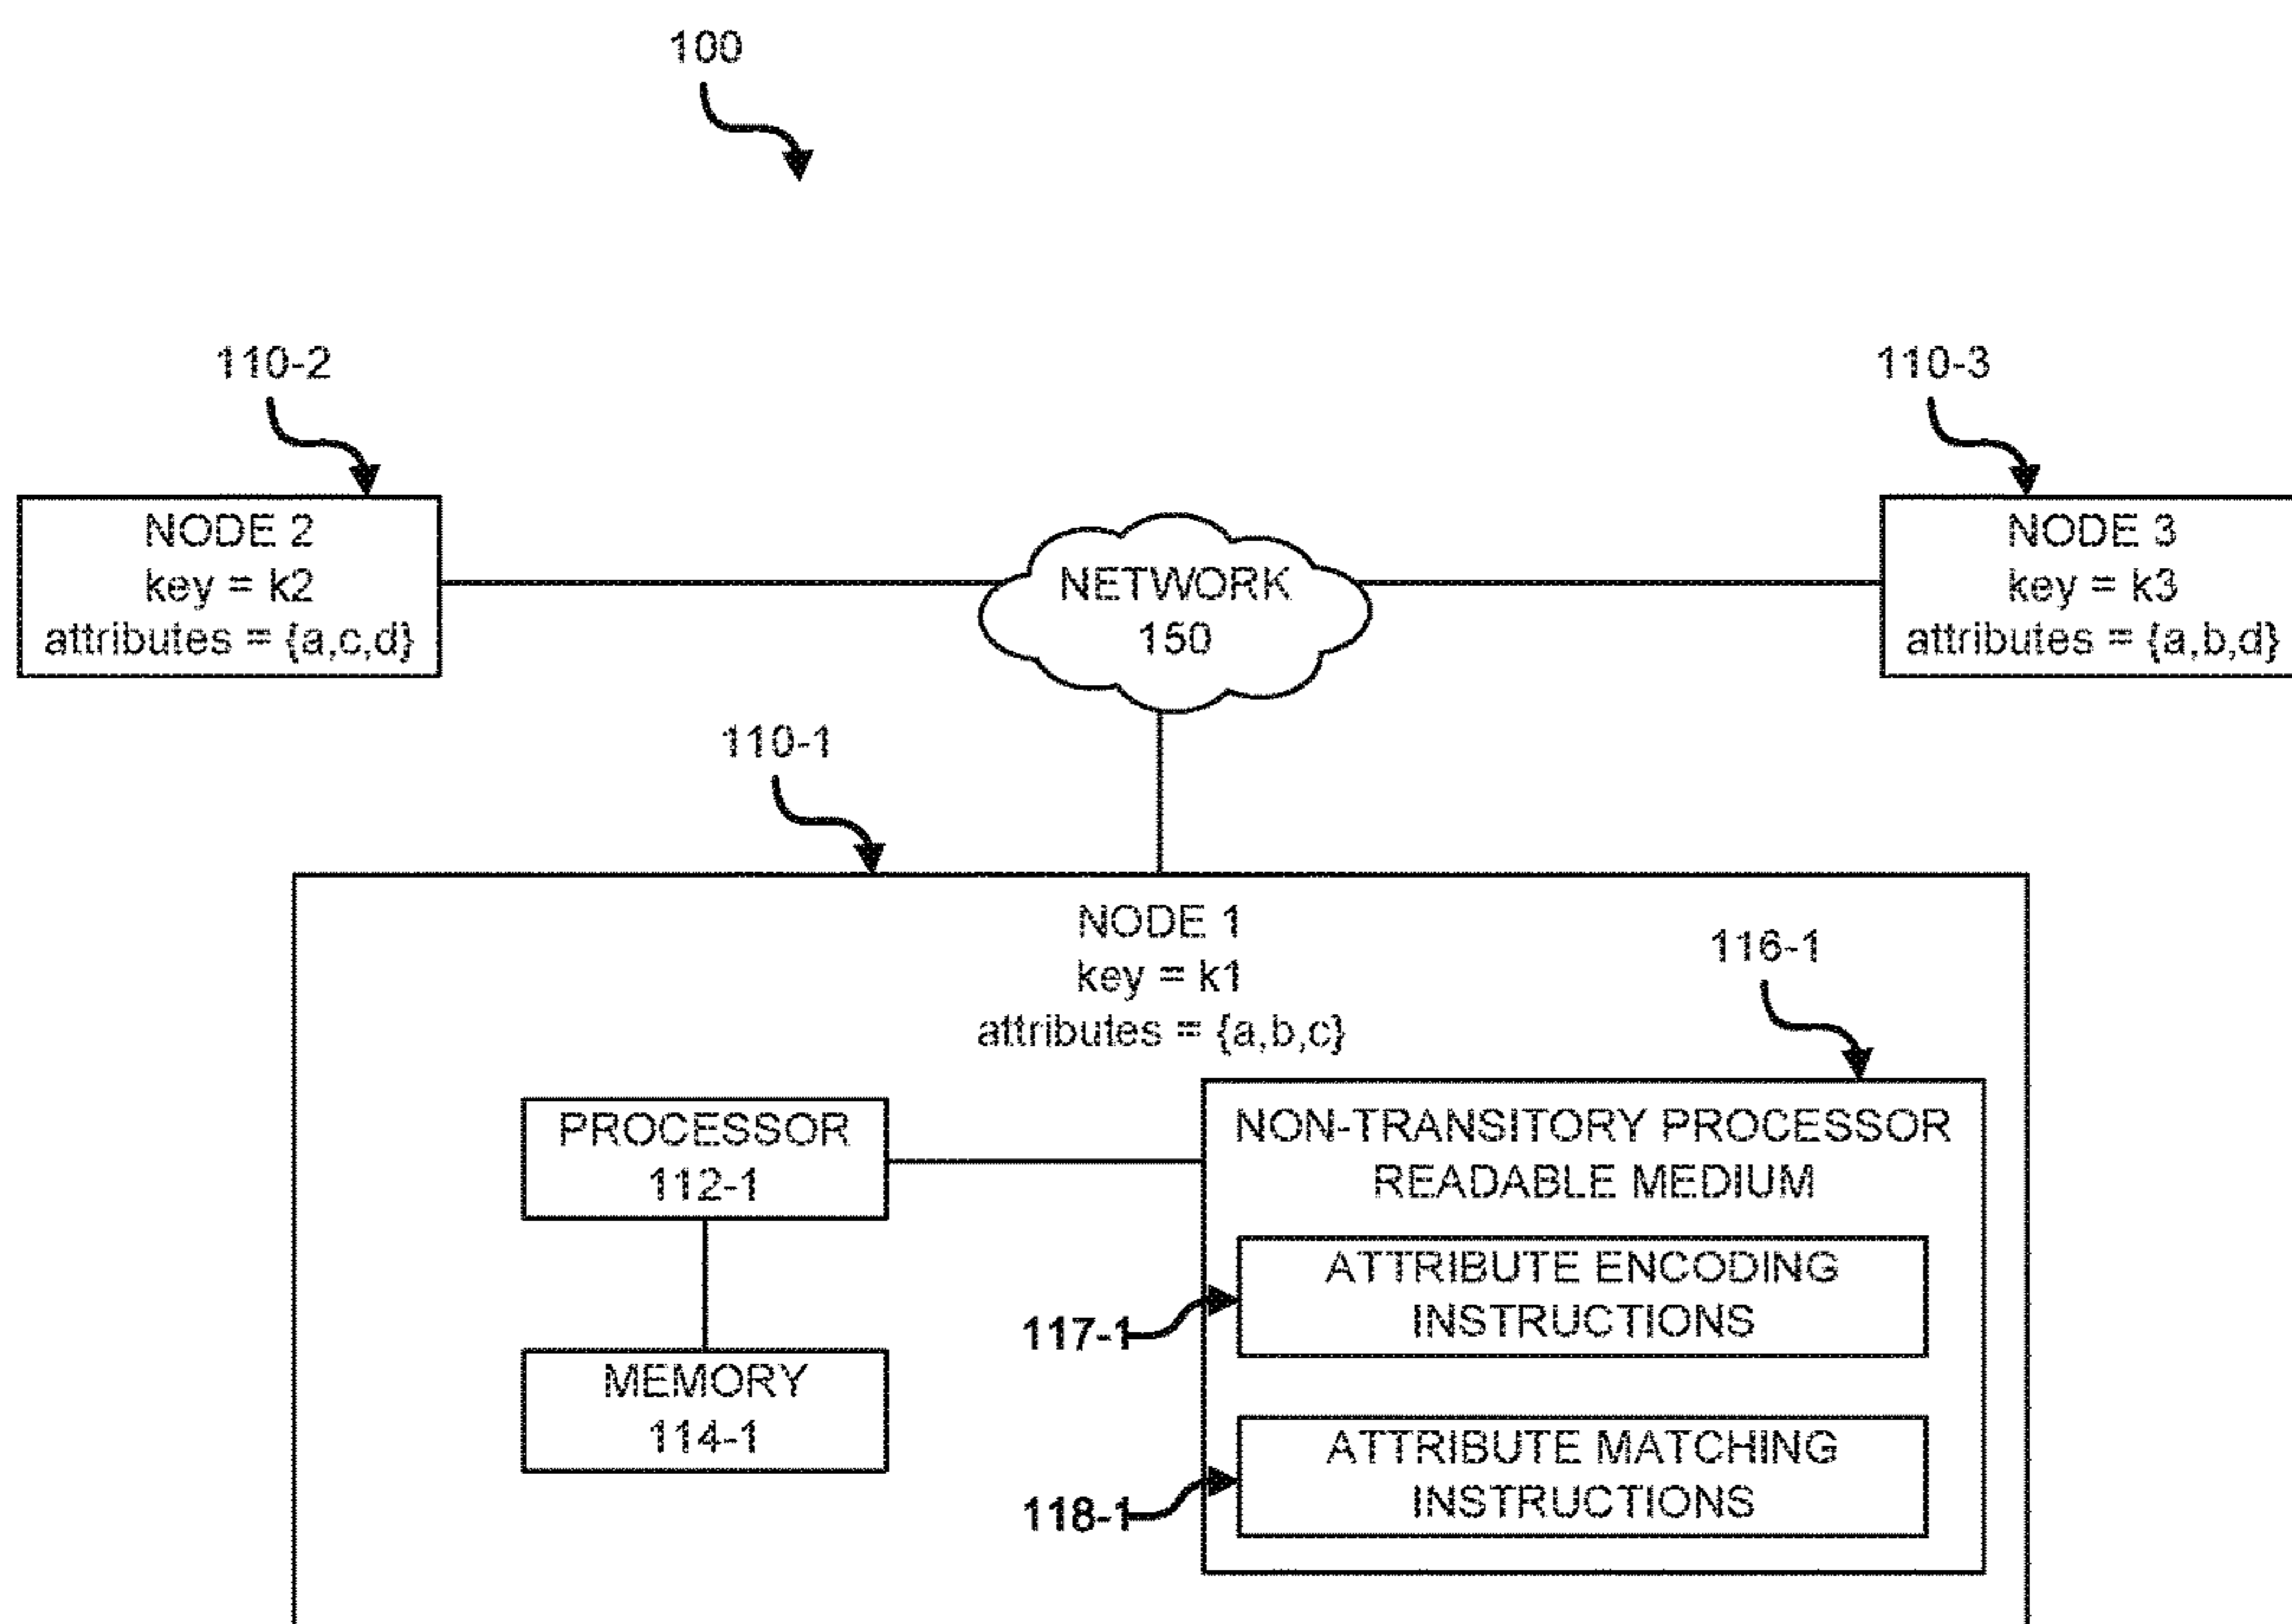 100
110-2
110-3
NODE 2
key = k2
attributes = {a,c,d}
NETWORK
150
NODE 3
key = k3
attributes = {a,b,d}
110-1
NODE 1
key = k1
attributes = {a,b,c}
116-1
PROCESSOR
112-1
NON-TRANSITORY PROCESSOR
READABLE MEDIUM
ATTRIBUTE ENCODING
INSTRUCTIONS
117-1
MEMORY
114-1
ATTRIBUTE MATCHING
INSTRUCTIONS
118-1